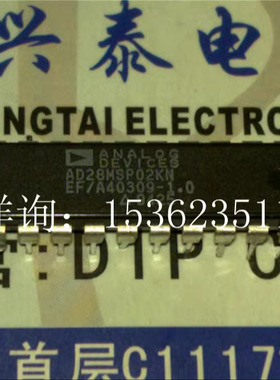 兴泰电
NGTAI ELECTRO
ANALOG
DEVICES
AD28MSP02KN
EF/A40309-1.0
详询：15362351
DIP C
首层C1117